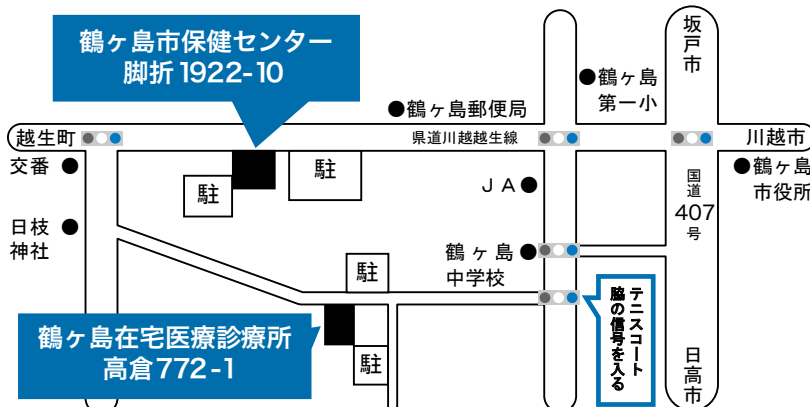 鶴ヶ島市保健センター
脚折1922-10
坂戸市
●鶴ヶ島
第一小
●鶴ヶ島郵便局
越生町
県道川越越生線
川越市
交番●
駐
駐
JA●
国道
407
号
●鶴ヶ島
市役所
日枝●
神社
鶴ヶ島●
中学校
駐
テニスコート
脇の信号を入る
鶴ヶ島在宅医療診療所
高倉772-1
駐
日高市